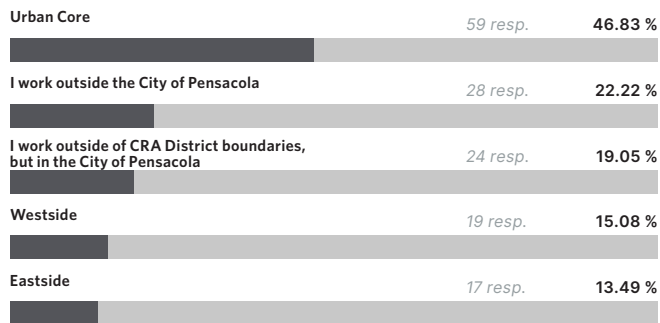 Urban Core
59 resp. 46.83 %
I work outside the City of Pensacola
28 resp. 22.22 %
I work outside of CRA District boundaries,
but in the City of Pensacola
24 resp. 19.05 %
Westside
19 resp. 15.08 %
Eastside
17 resp. 13.49 %